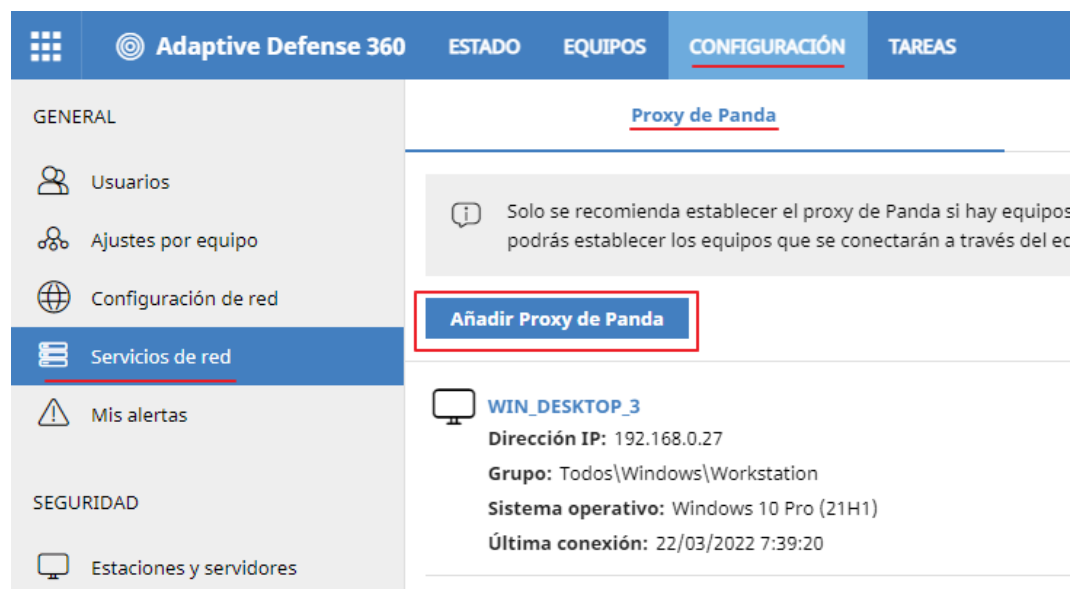 Adaptive Defense 360 ESTADO EQUIPOS CONFIGURACIÓN TAREAS
GENERAL
Usuarios
Ajustes por equipo
Configuración de red
Servicios de red
Mis alertas
SEGURIDAD
Estaciones y servidores
Proxy de Panda
Solo se recomienda establecer el proxy de Panda si hay equipos
podrás establecer los equipos que se conectarán a través del
Añadir Proxy de Panda
WIN_DESKTOP_3
Dirección IP: 192.168.0.27
Grupo: Todos\Windows\Workstation
Sistema operativo: Windows 10 Pro (21H1)
Última conexión: 22/03/2022 7:39:20